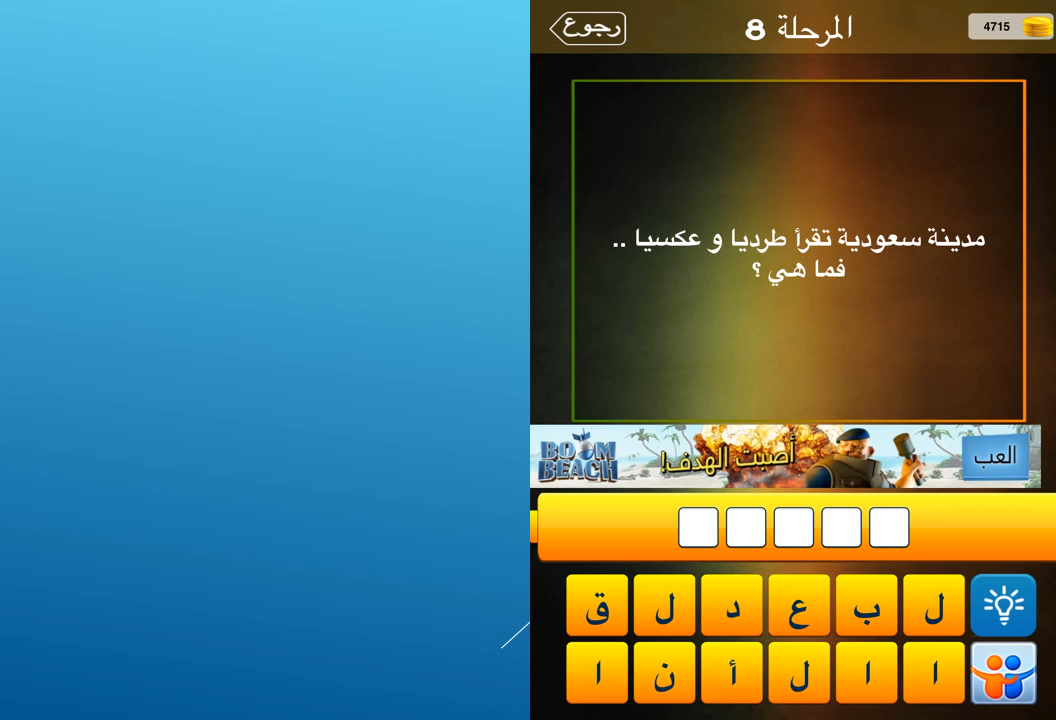 رجوع
المرحلة 8
4715
مدينة سعودية تقرأ طرديا و عكسيا ..
فما هي ؟
BOOM
BEACH
أصبت الهدف!
العب
ل ب ع د ل ق
ا ا ل أ ن ا